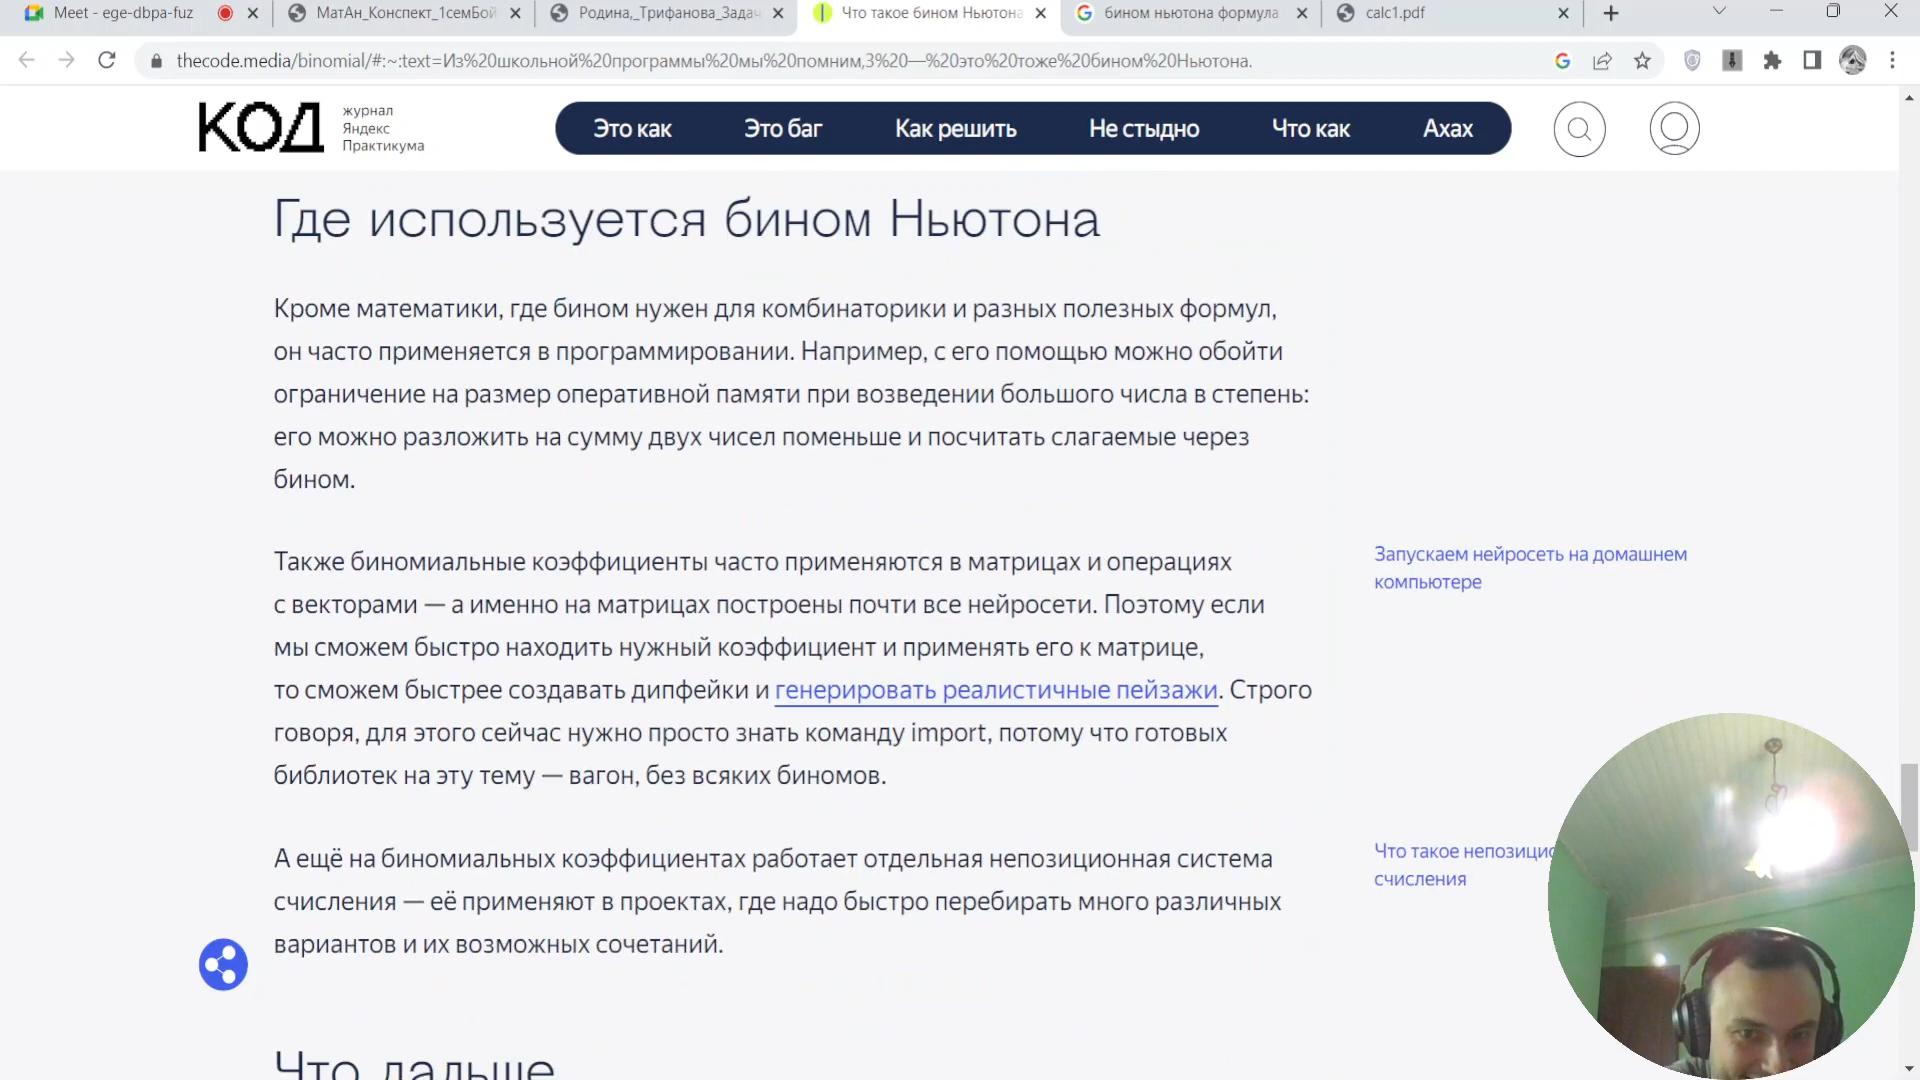 Meet - ege-dbpa-fuz
МатАн_Конспект_1семБой
Родина,_Трифанова_Задач
Что такое бином Ньютона
бином ньютона формула
calc1.pdf
thecode.media/binomial/#:~:text=Из%20школьной%20программы%20мы%20помним,3%20—%20это%20тоже%20бином%20Ньютона.
КОД
журнал
Яндекс
Практикума
Это как
Это баг
Как решить
Не стыдно
Что как
Ахах
Где используется бином Ньютона
Кроме математики, где бином нужен для комбинаторики и разных полезных формул,
он часто применяется в программировании. Например, с его помощью можно обойти
ограничение на размер оперативной памяти при возведении большого числа в степень:
его можно разложить на сумму двух чисел поменьше и посчитать слагаемые через
бином.
Также биномиальные коэффициенты часто применяются в матрицах и операциях
с векторами — а именно на матрицах построены почти все нейросети. Поэтому если
мы сможем быстро находить нужный коэффициент и применять его к матрице,
то сможем быстрее создавать дипфейки и генерировать реалистичные пейзажи. Строго
говоря, для этого сейчас нужно просто знать команду import, потому что готовых
библиотек на эту тему — вагон, без всяких биномов.
Запускаем нейросеть на домашнем
компьютере
А ещё на биномиальных коэффициентах работает отдельная непозиционная система
счисления — её применяют в проектах, где надо быстро перебирать много различных
вариантов и их возможных сочетаний.
Что такое непозицио
счисления
Что дальше